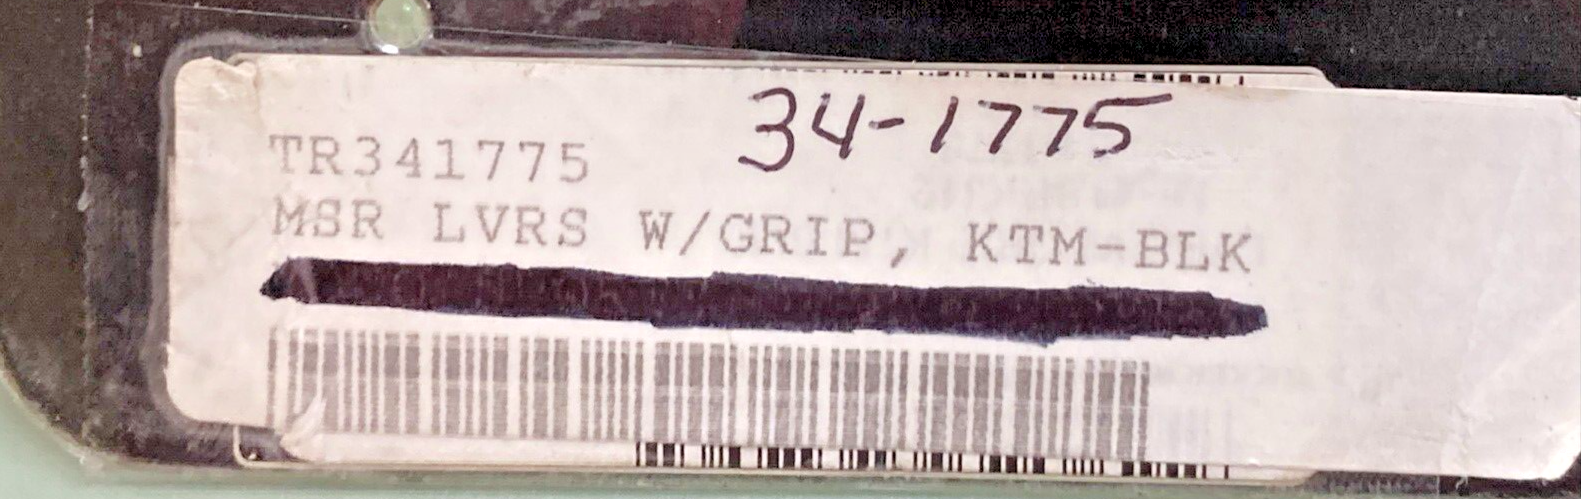 34-1775
TR341775
MSR LVRS W/GRIP, KTM-BLK